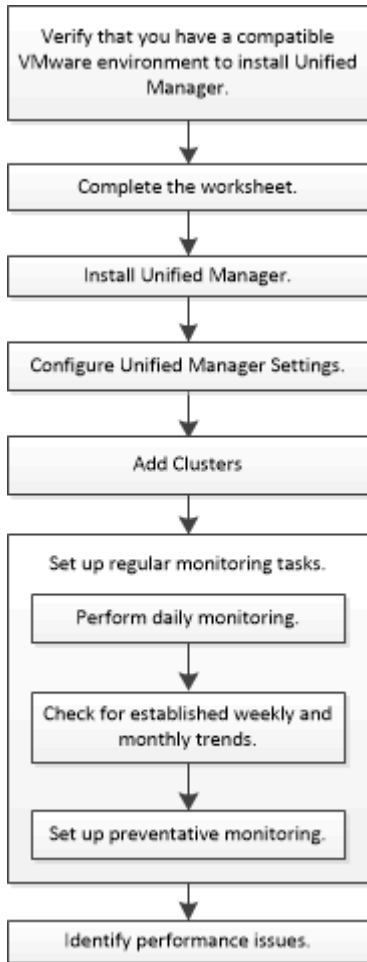 Verify that you have a compatible
VMware environment to install Unified
Manager.
Complete the worksheet.
Install Unified Manager.
Configure Unified Manager Settings.
Add Clusters
Set up regular monitoring tasks.
Perform daily monitoring.
Check for established weekly and
monthly trends.
Set up preventative monitoring.
Identify performance issues.